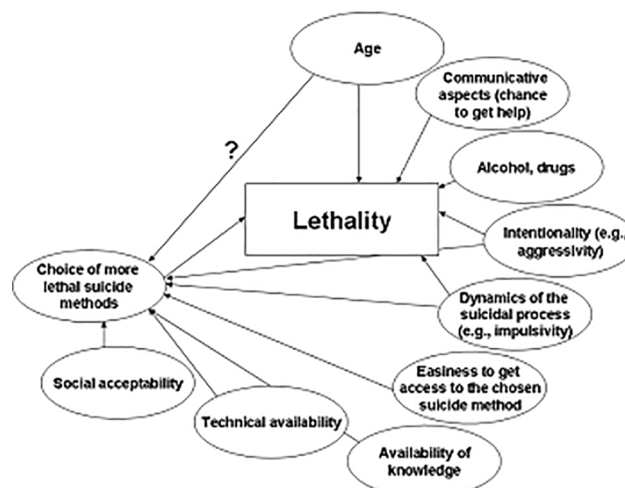 Age
Communicative
aspects (chance
to get help)
?
Alcohol, drugs
Lethality
Intentionality (e.g.,
aggressivity)
Choice of more
lethal suicide
methods
Dynamics of the
suicidal process
(e.g., impulsivity)
Social acceptability
Easiness to get
access to the chosen
suicide method
Technical availability
Availability of
knowledge